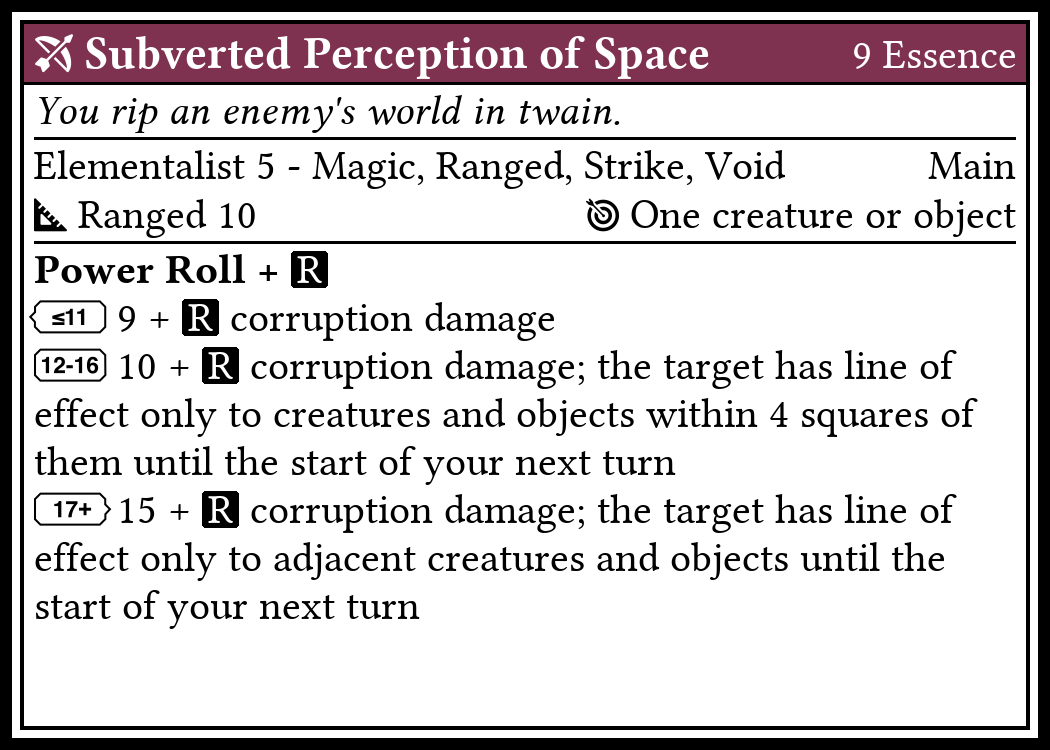 Subverted Perception of Space 9 Essence
You rip an enemy's world in twain.
Elementalist 5 - Magic, Ranged, Strike, Void Main
Ranged 10 One creature or object
Power Roll + R
≤11 9 + R corruption damage
12-16 10 + R corruption damage; the target has line of
effect only to creatures and objects within 4 squares of
them until the start of your next turn
17+ 15 + R corruption damage; the target has line of
effect only to adjacent creatures and objects until the
start of your next turn